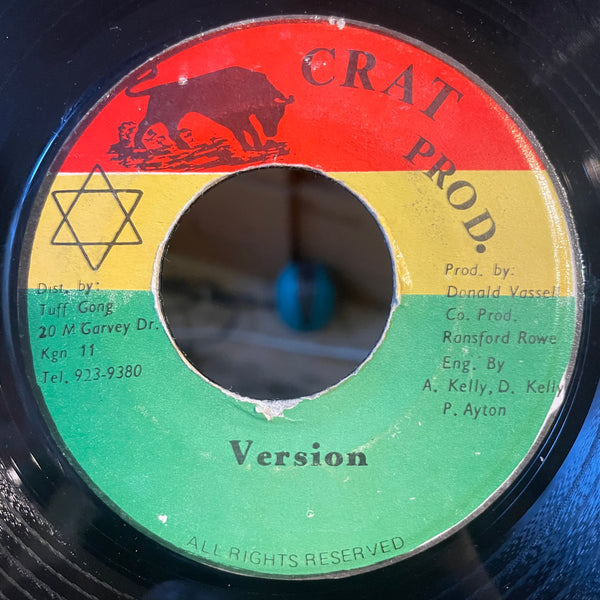 CRAT PROD.
Dist. by:
Tuff Gong
20 M Garvey Dr.
Kgn 11
Tel. 923-9380
Prod. by:
Donald Vassel
Co. Prod.
Ransford Rowe
Eng. By
A. Kelly, D. Kelly
P. Ayton
Version
ALL RIGHTS RESERVED